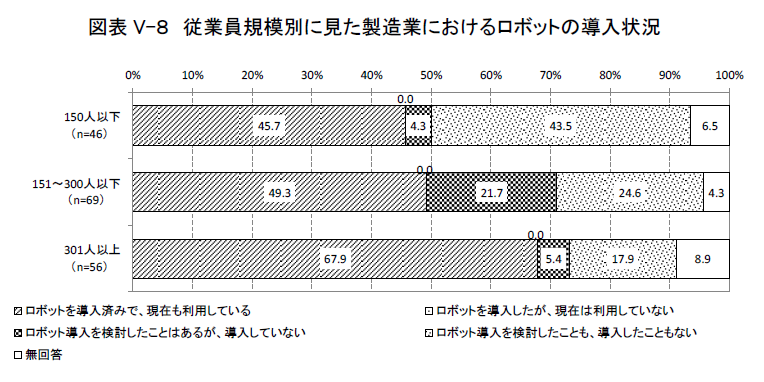 図表 Ⅴ-8 従業員規模別に見た製造業におけるロボットの導入状況
0% 10% 20% 30% 40% 50% 60% 70% 80% 90% 100%
0.0
150人以下
45.7 4.3 43.5 6.5
(n=46)
0.0
151～300人以下
49.3 21.7 24.6 4.3
(n=69)
0.0
301人以上
67.9 5.4 17.9 8.9
(n=56)
ロボットを導入済みで、現在も利用している ロボットを導入したが、現在は利用していない
ロボット導入を検討したことはあるが、導入していない ロボット導入を検討したことも、導入したこともない
無回答